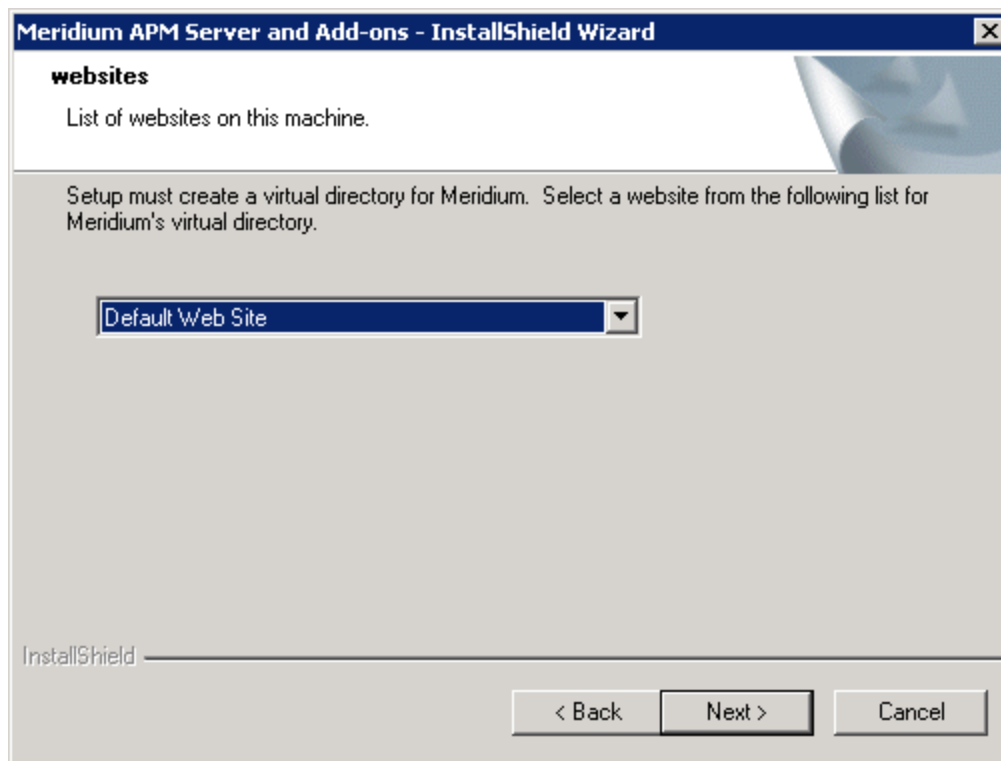 Meridium APM Server and Add-ons - InstallShield Wizard
websites
List of websites on this machine.
Setup must create a virtual directory for Meridium.  Select a website from the following list for
Meridium's virtual directory.
Default Web Site
InstallShield
< Back
Next >
Cancel